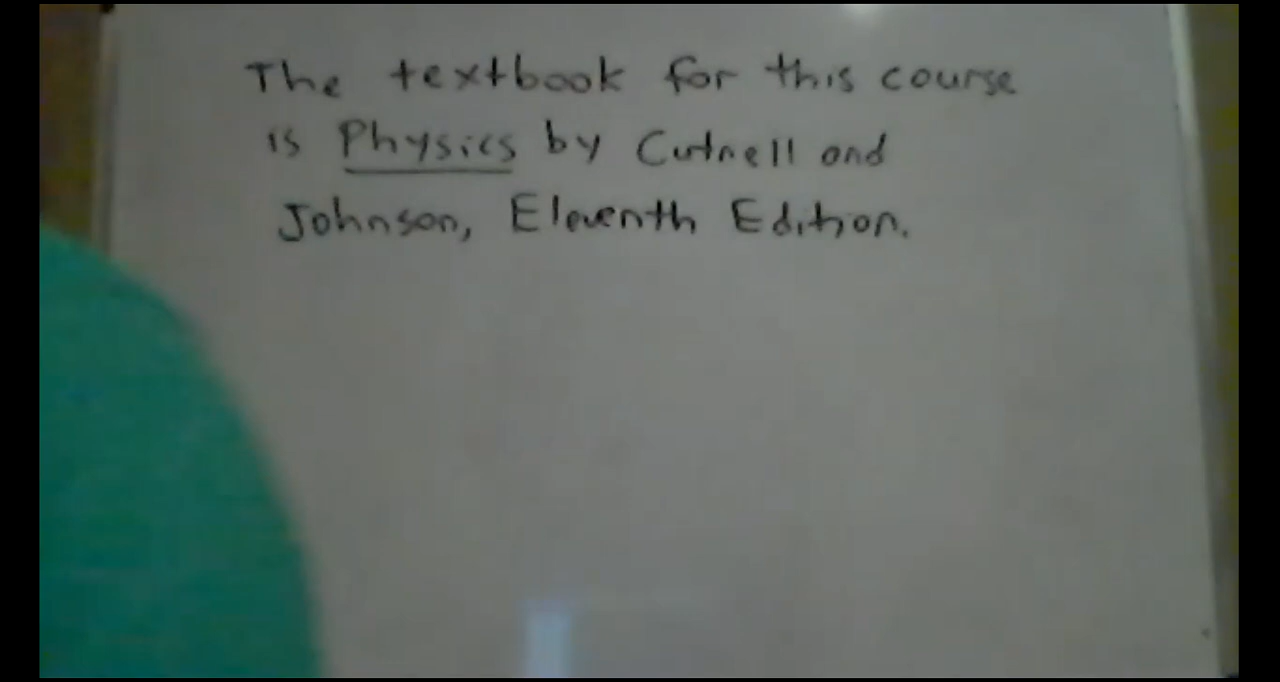 The textbook for this course
is Physics by Cutnell and
Johnson, Eleventh Edition.